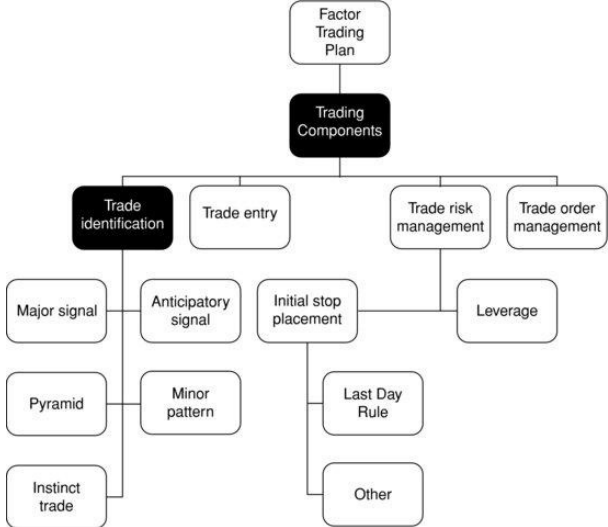 Factor
Trading
Plan
Trading
Components
Trade
identification
Trade entry
Trade risk
management
Trade order
management
Major signal
Anticipatory
signal
Initial stop
placement
Leverage
Pyramid
Minor
pattern
Last Day
Rule
Instinct
trade
Other